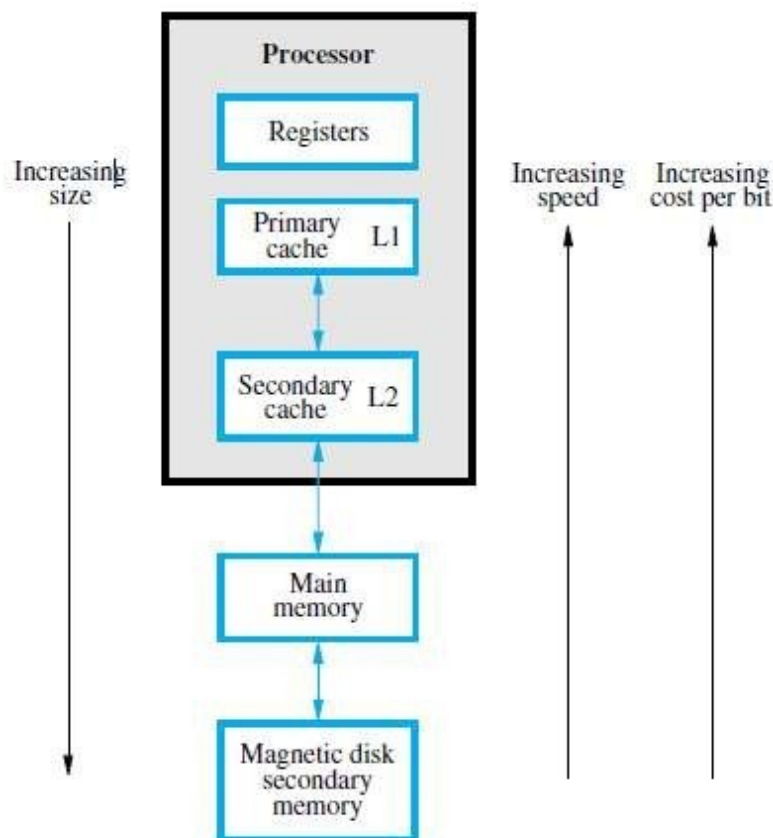 Processor
Registers
Increasing
size
Increasing
speed
Increasing
cost per bit
Primary
cache L1
Secondary
cache L2
Main
memory
Magnetic disk
secondary
memory